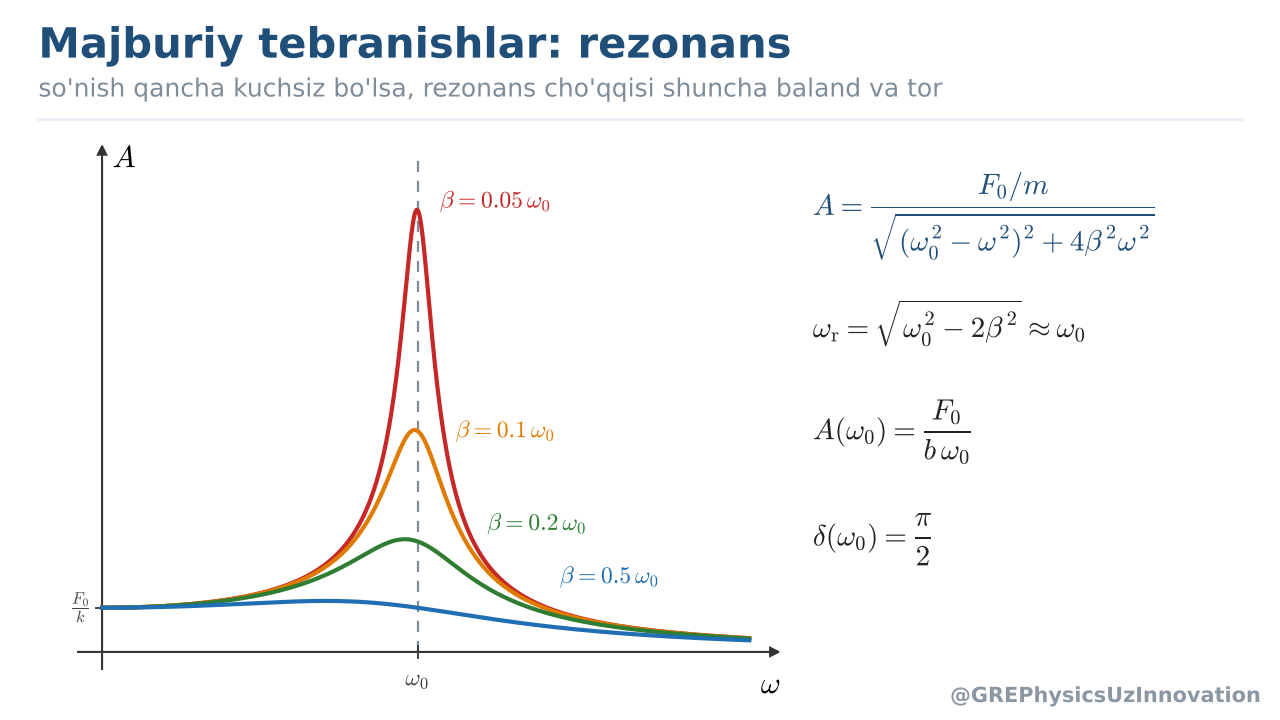 Majburiy tebranishlar: rezonans
so'nish qancha kuchsiz bo'lsa, rezonans cho'qqisi shuncha baland va tor
A
β = 0.05 ω₀
β = 0.1 ω₀
β = 0.2 ω₀
β = 0.5 ω₀
F₀/k
ω₀
ω
A = (F₀/m) / √((ω₀² − ω²)² + 4β²ω²)
ωᵣ = √(ω₀² − 2β²) ≈ ω₀
A(ω₀) = F₀ / (b ω₀)
δ(ω₀) = π/2
@GREPhysicsUzInnovation